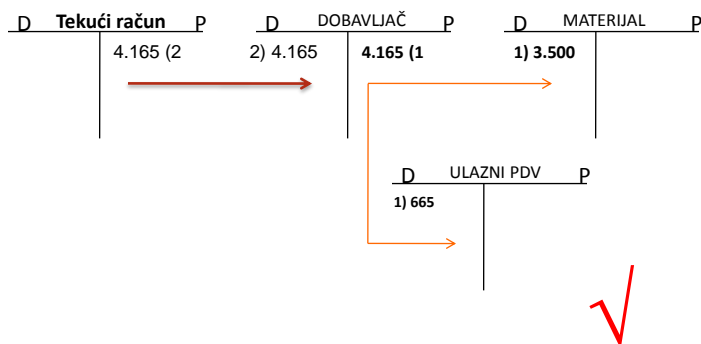 D Tekući račun P
4.165 (2
D DOBAVLJAČ P
2) 4.165 4.165 (1
D MATERIJAL P
1) 3.500
D ULAZNI PDV P
1) 665